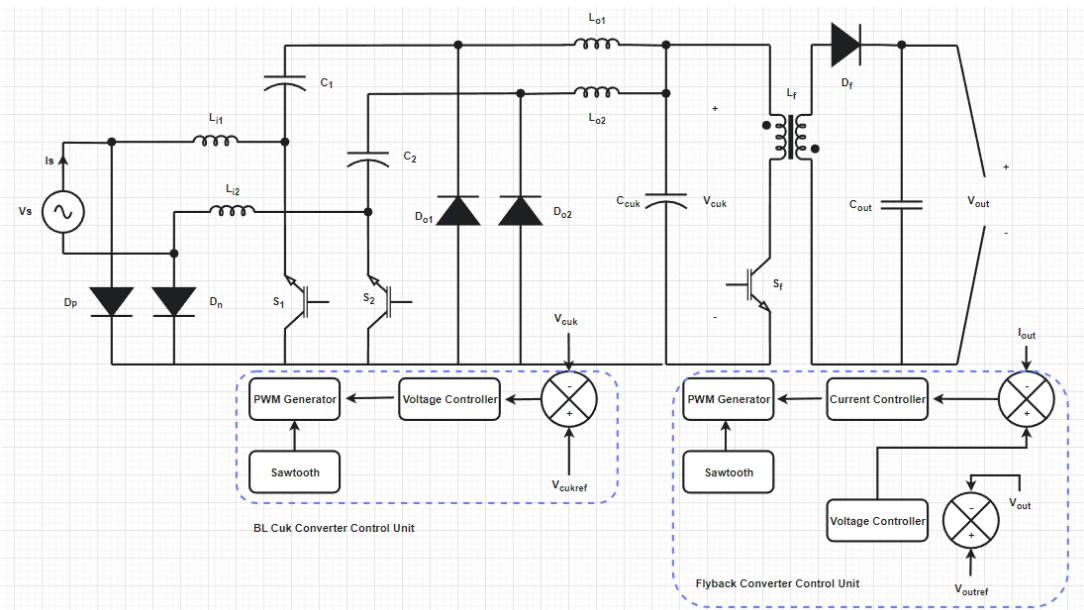 Lo1
Lf
Df
C1
Lo2
+
Li1
C2
Is
Li2
Vs
Do1
Do2
Ccuk
Vcuk
Cout
+
Vout
-
Dp
Dn
S1
S2
Sf
-
Vcuk
Iout
PWM Generator
Voltage Controller
-
+
PWM Generator
Current Controller
-
+
Sawtooth
Vcukref
Sawtooth
Voltage Controller
-
+
Vout
BL Cuk Converter Control Unit
Flyback Converter Control Unit
Voutref